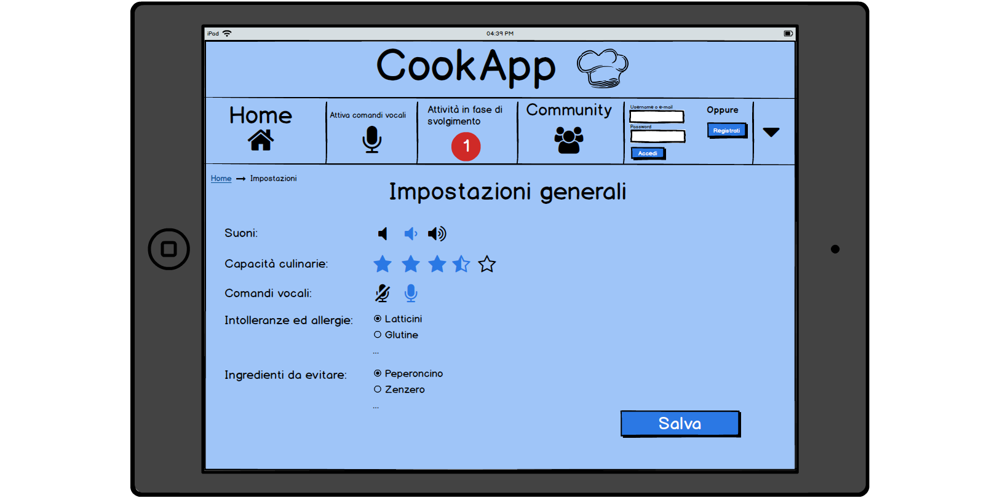 iPad
04:39 PM
CookApp
Home
Attiva comandi vocali
Attività in fase di
svolgimento
1
Community
Username o e-mail
Password
Accedi
Oppure
Registrati
Home
Impostazioni
Impostazioni generali
Suoni:
Capacità culinarie:
Comandi vocali:
Intolleranze ed allergie:
Latticini
Glutine
...
Ingredienti da evitare:
Peperoncino
Zenzero
...
Salva